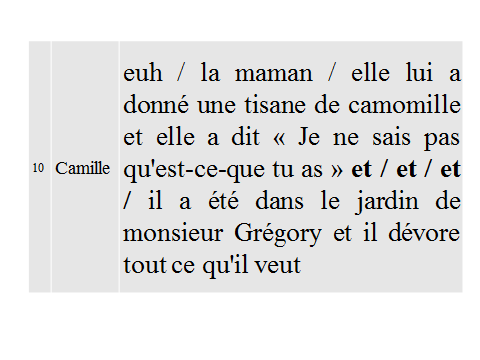 euh / la maman / elle lui a
donné une tisane de camomille
et elle a dit « Je ne sais pas
10 Camille qu'est-ce-que tu as » et / et / et
/ il a été dans le jardin de
monsieur Grégory et il dévore
tout ce qu'il veut